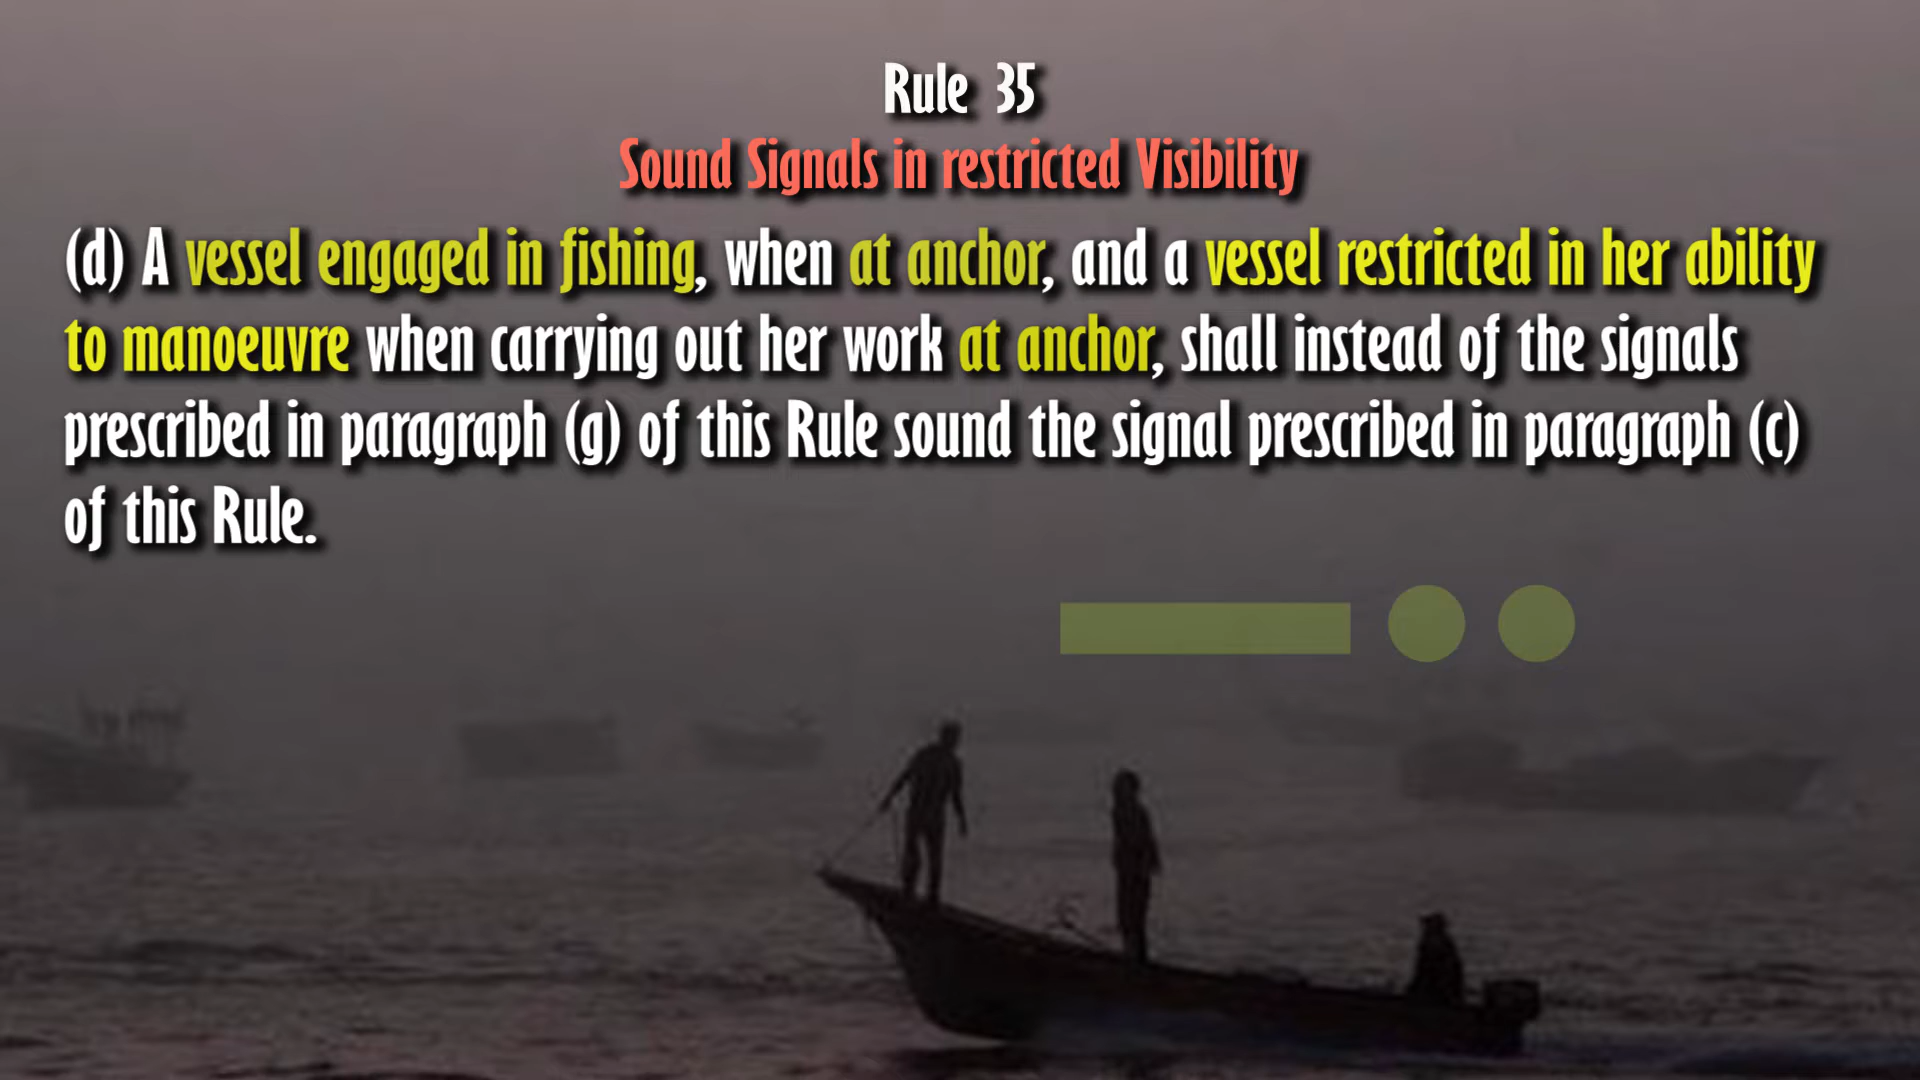 Rule 35
Sound Signals in restricted Visibility
(d) A vessel engaged in fishing, when at anchor, and a vessel restricted in her ability
to manoeuvre when carrying out her work at anchor, shall instead of the signals
prescribed in paragraph (g) of this Rule sound the signal prescribed in paragraph (c)
of this Rule.